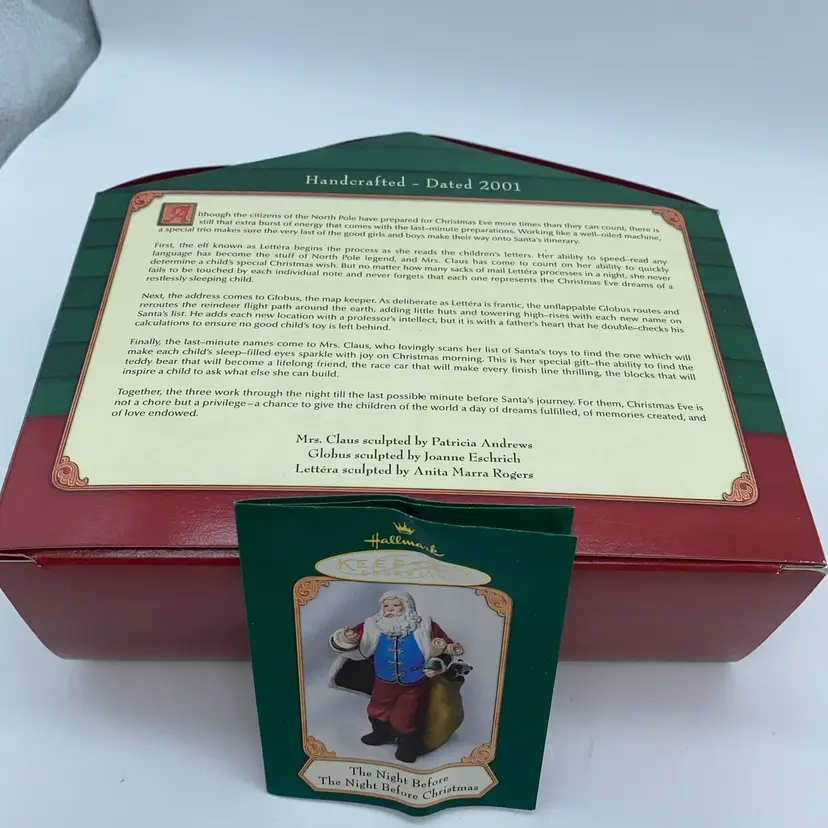 Handcrafted – Dated 2001
Although the citizens of the North Pole have prepared for Christmas Eve more times than they can count, there is
still that extra burst of energy that comes with the last–minute preparations. Working like a well–oiled machine,
a special trio makes sure the very last of the good girls and boys make their way onto Santa's itinerary.
First, the elf known as Lettéra begins the process as she reads the children's letters. Her ability to speed–read any
language has become the stuff of North Pole legend, and Mrs. Claus has come to count on her ability to quickly
determine a child's special Christmas wish. But no matter how many sacks of mail Lettéra processes in a night, she never
fails to be touched by each individual note and never forgets that each one represents the Christmas Eve dreams of a
restlessly sleeping child.
Next, the address comes to Globus, the map keeper. As deliberate as Lettéra is frantic, the unflappable Globus routes and
reroutes the reindeer flight path around the earth, adding little huts and towering high–rises with each new name on
Santa's list. He adds each new location with a professor's intellect, but it is with a father's heart that he double–checks his
calculations to ensure no good child's toy is left behind.
Finally, the last–minute names come to Mrs. Claus, who lovingly scans her list of Santa's toys to find the one which will
make each child's sleep–filled eyes sparkle with joy on Christmas morning. This is her special gift–the ability to find the
teddy bear that will become a lifelong friend, the race car that will make every finish line thrilling, the blocks that will
inspire a child to ask what else she can build.
Together, the three work through the night till the last possible minute before Santa's journey. For them, Christmas Eve is
not a chore but a privilege–a chance to give the children of the world a day of dreams fulfilled, of memories created, and
of love endowed.
Mrs. Claus sculpted by Patricia Andrews
Globus sculpted by Joanne Eschrich
Lettéra sculpted by Anita Marra Rogers
Hallmark
The Night Before
The Night Before Christmas